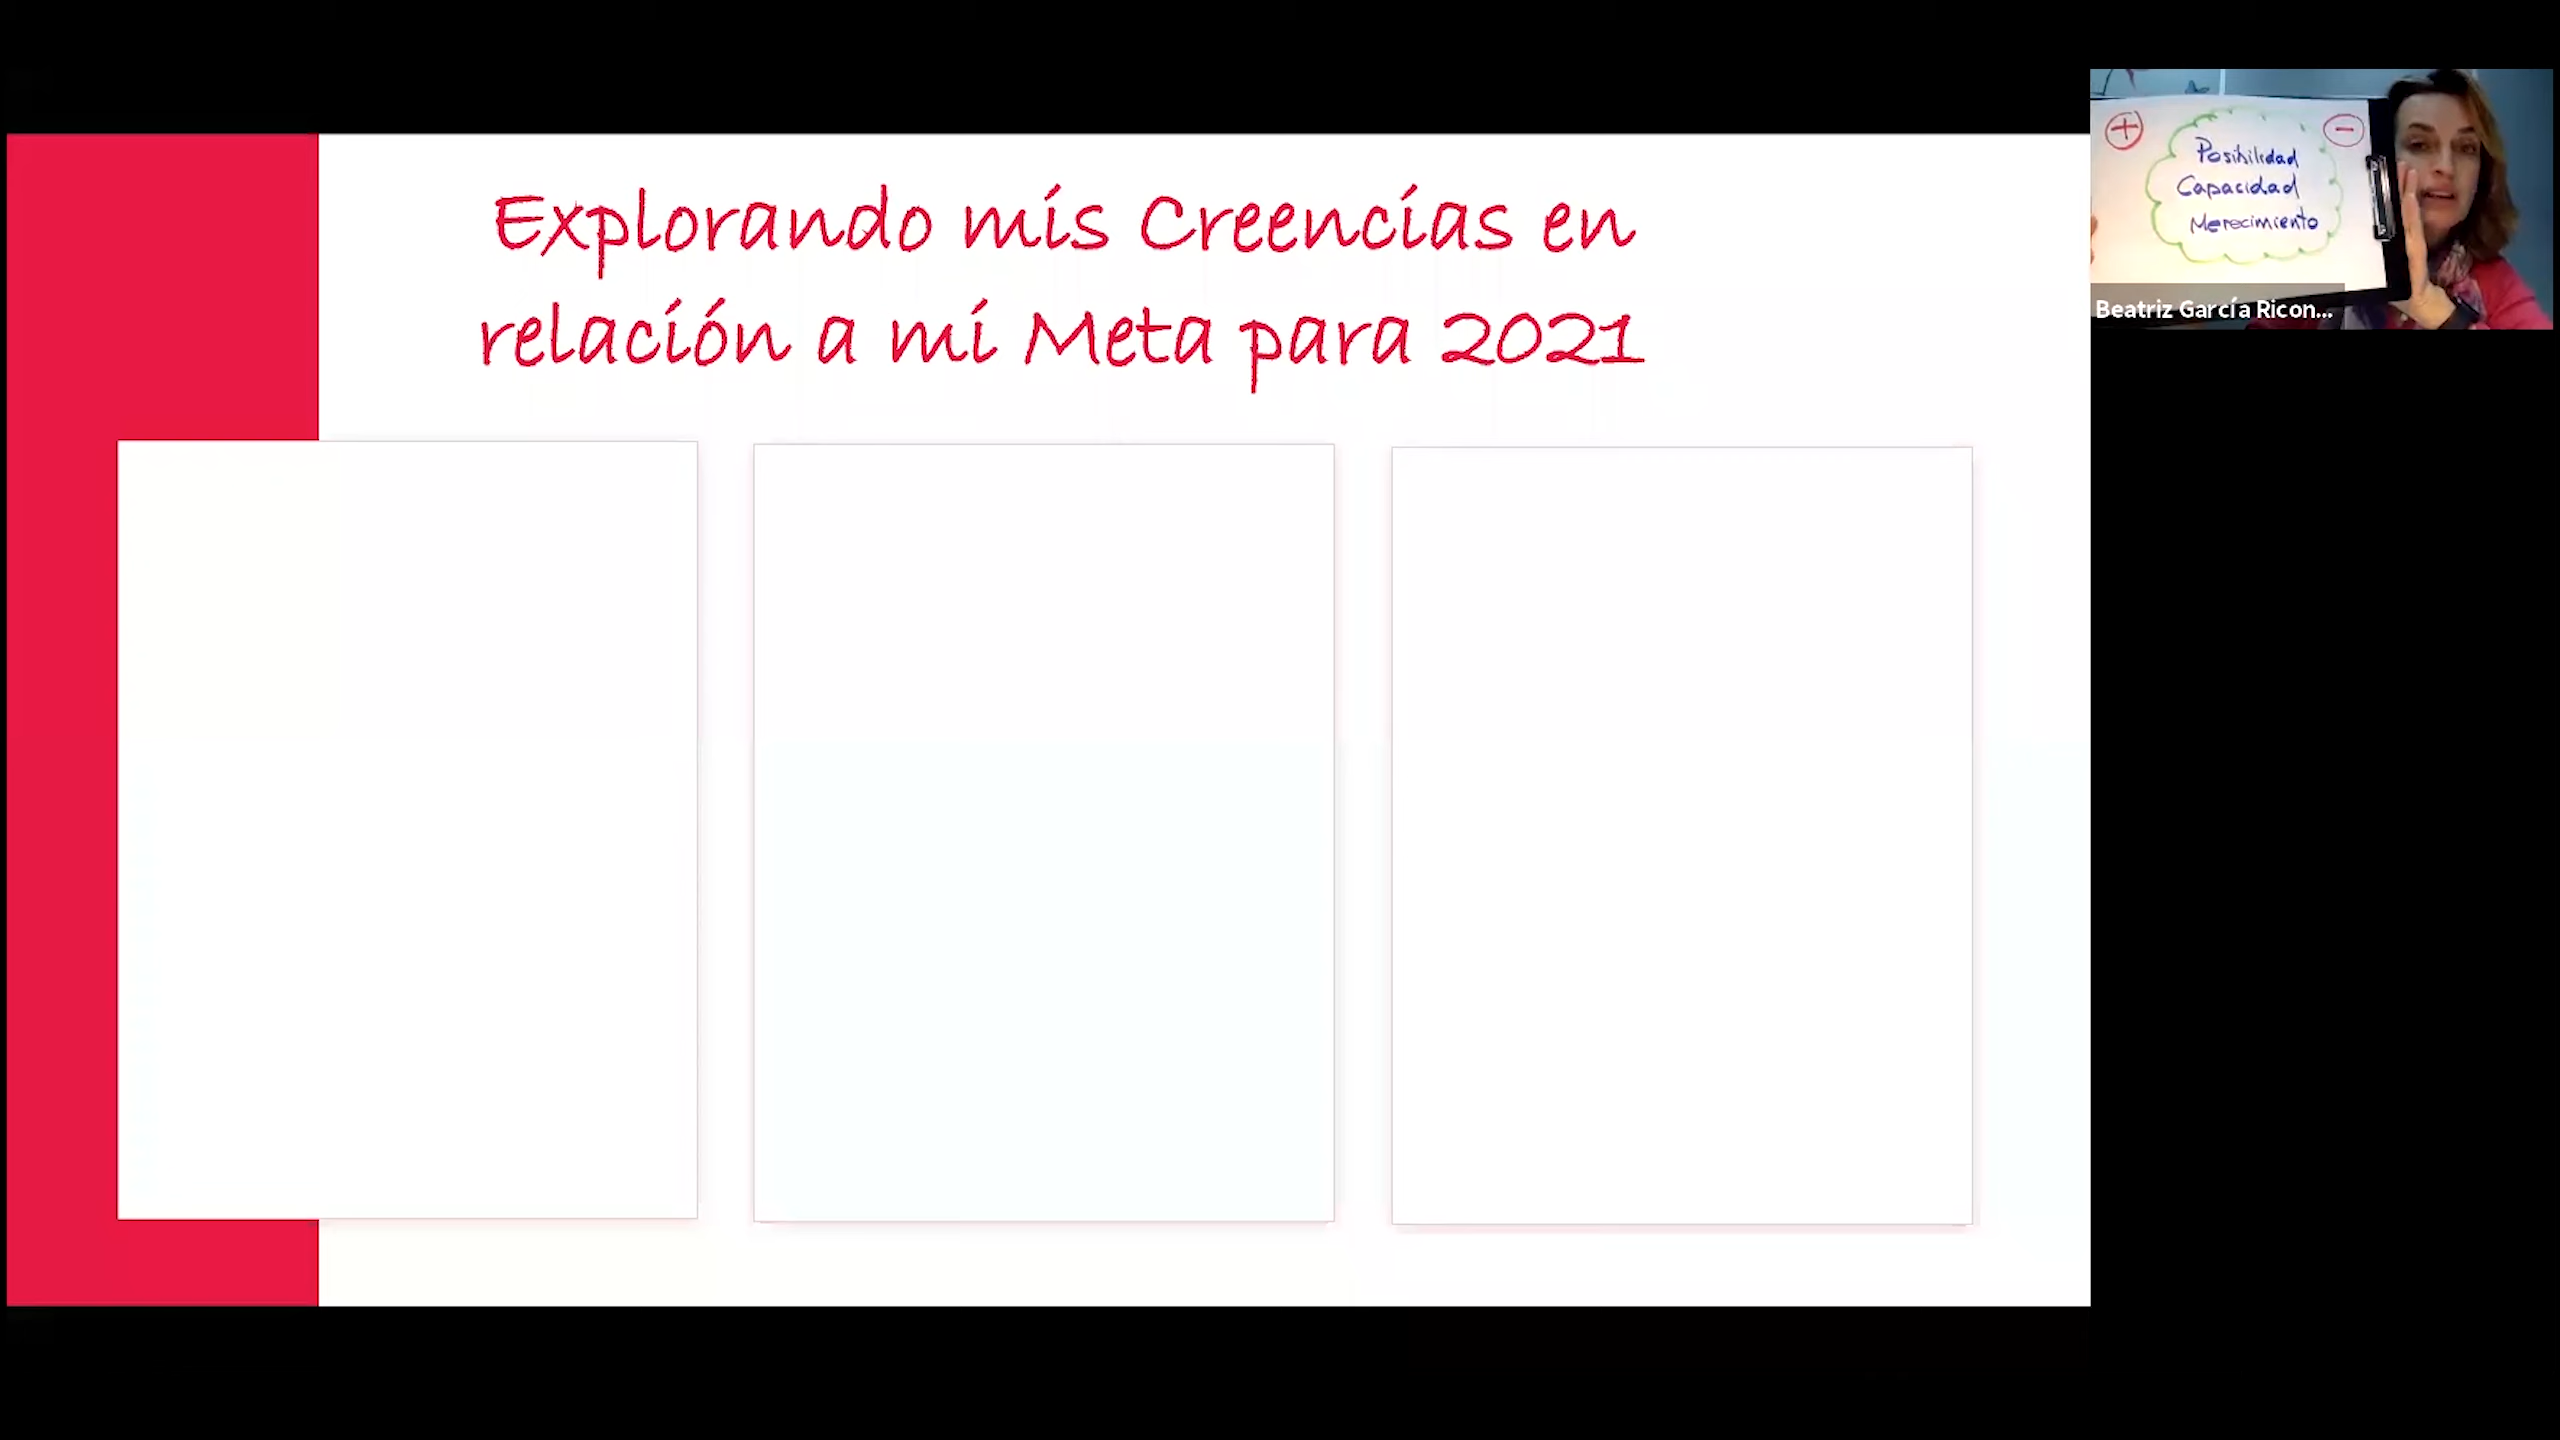 Explorando mis Creencias en
relación a mi Meta para 2021
+
-
Posibilidad
Capacidad
Merecimiento
Beatriz García Ricon...